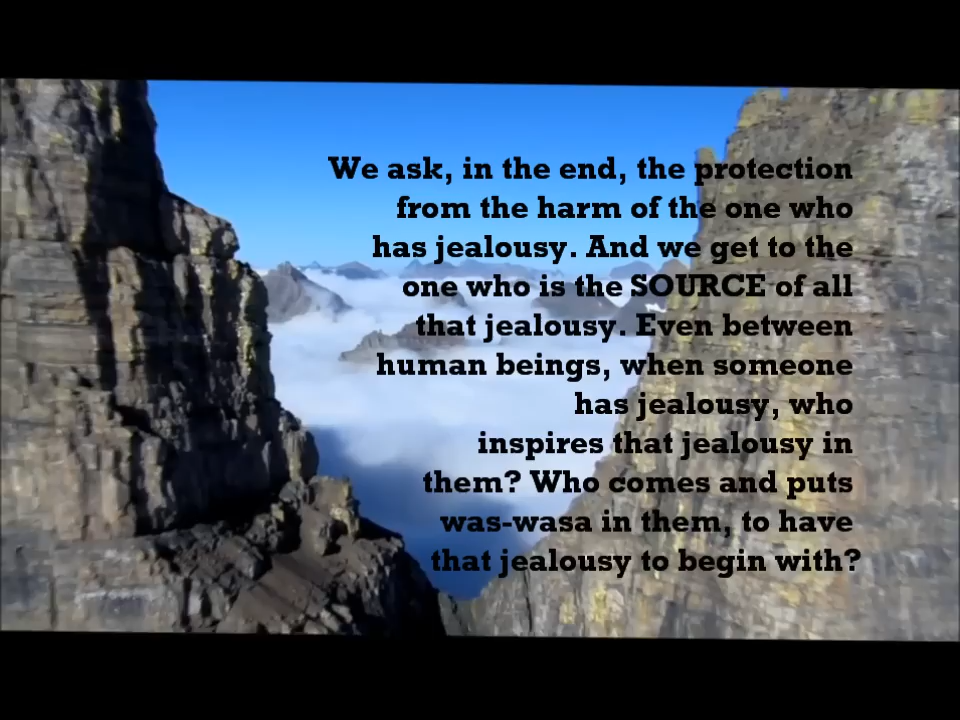 We ask, in the end, the protection
from the harm of the one who
has jealousy. And we get to the
one who is the SOURCE of all
that jealousy. Even between
human beings, when someone
has jealousy, who
inspires that jealousy in
them? Who comes and puts
was-wasa in them, to have
that jealousy to begin with?